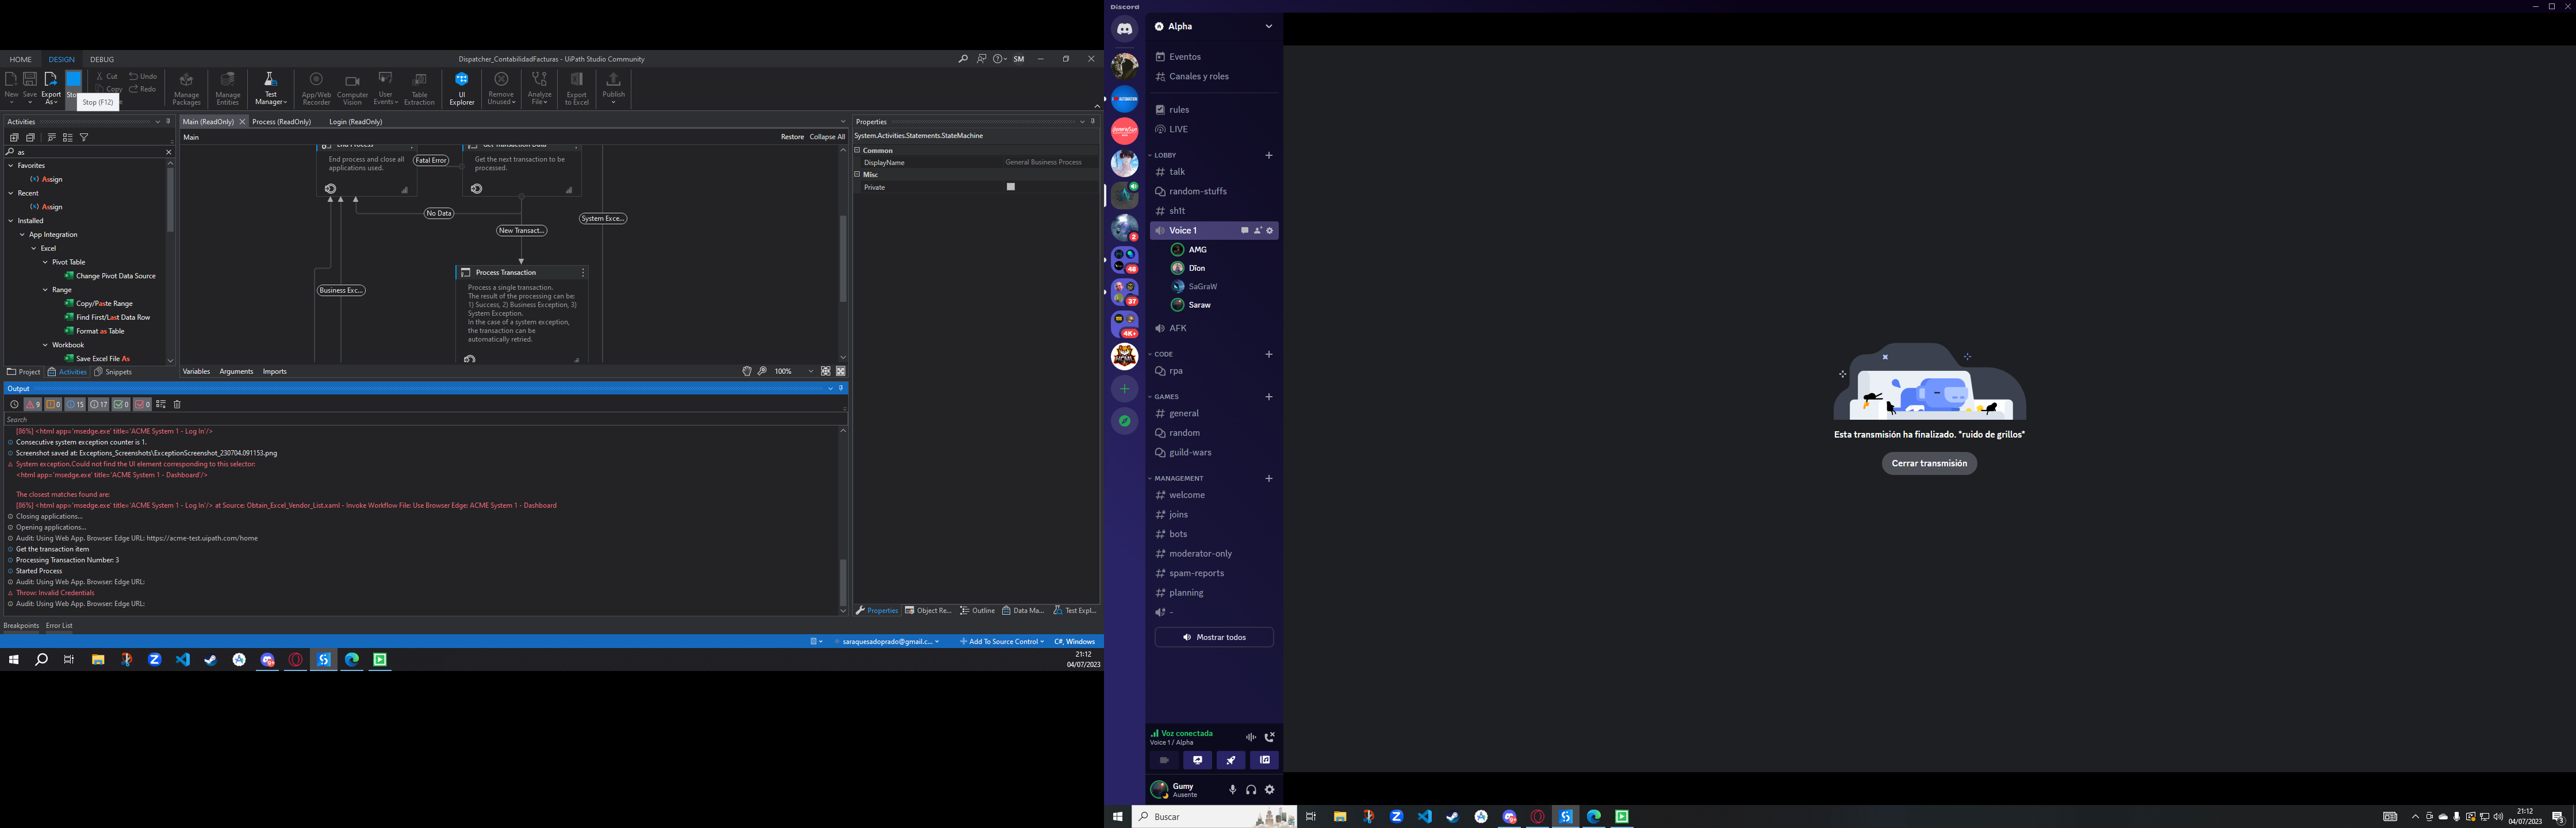 HOME DESIGN DEBUG
Dispatcher_ContabilidadFacturas - UiPath Studio Community
SM
New
Save
Export As
Stop
Cut
Copy
Undo
Redo
Stop (F12)
Manage Packages
Manage Entities
Test Manager
App/Web Recorder
Computer Vision
User Events
Table Extraction
UI Explorer
Remove Unused
Analyze File
Export to Excel
Publish
Activities
as
Favorites
Assign
Recent
Assign
Installed
App Integration
Excel
Pivot Table
Change Pivot Data Source
Range
Copy/Paste Range
Find First/Last Data Row
Format as Table
Workbook
Save Excel File As
Project Activities Snippets
Main (ReadOnly) Process (ReadOnly) Login (ReadOnly)
Main
Restore Collapse All
End Process
End process and close all
applications used.
Fatal Error
Get Transaction Data
Get the next transaction to be
processed.
No Data
New Transact...
System Exce...
Business Exc...
Process Transaction
Process a single transaction.
The result of the processing can be:
1) Success, 2) Business Exception, 3)
System Exception.
In the case of a system exception,
the transaction can be
automatically retried.
Variables Arguments Imports
100%
Properties
System.Activities.Statements.StateMachine
Common
DisplayName General Business Process
Misc
Private
Properties Object Re... Outline Data Ma... Test Expl...
Output
9 0 15 17 0 0
Search
[86%] <html app='msedge.exe' title='ACME System 1 - Log In'/>
Consecutive system exception counter is 1.
Screenshot saved at: Exceptions_Screenshots\ExceptionScreenshot_230704.091153.png
System exception.Could not find the UI element corresponding to this selector:
<html app='msedge.exe' title='ACME System 1 - Dashboard'/>
The closest matches found are:
[86%] <html app='msedge.exe' title='ACME System 1 - Log In'/> at Source: Obtain_Excel_Vendor_List.xaml - Invoke Workflow File: Use Browser Edge: ACME System 1 - Dashboard
Closing applications...
Opening applications...
Audit: Using Web App. Browser: Edge URL: https://acme-test.uipath.com/home
Get the transaction item
Processing Transaction Number: 3
Started Process
Audit: Using Web App. Browser: Edge URL:
Throw: Invalid Credentials
Audit: Using Web App. Browser: Edge URL:
Breakpoints Error List
saraquesadoprado@gmail.c... Add To Source Control C#, Windows
21:12
04/07/2023
Discord
Alpha
Eventos
Canales y roles
rules
LIVE
LOBBY
talk
random-stuffs
sh1t
Voice 1
AMG
Dïon
SaGraW
Saraw
AFK
CODE
rpa
GAMES
general
random
guild-wars
MANAGEMENT
welcome
joins
bots
moderator-only
spam-reports
planning
-
Mostrar todos
2
48
37
4K+
Voz conectada
Voice 1 / Alpha
Gumy
Ausente
Esta transmisión ha finalizado. *ruido de grillos*
Cerrar transmisión
Buscar
21:12
04/07/2023
3